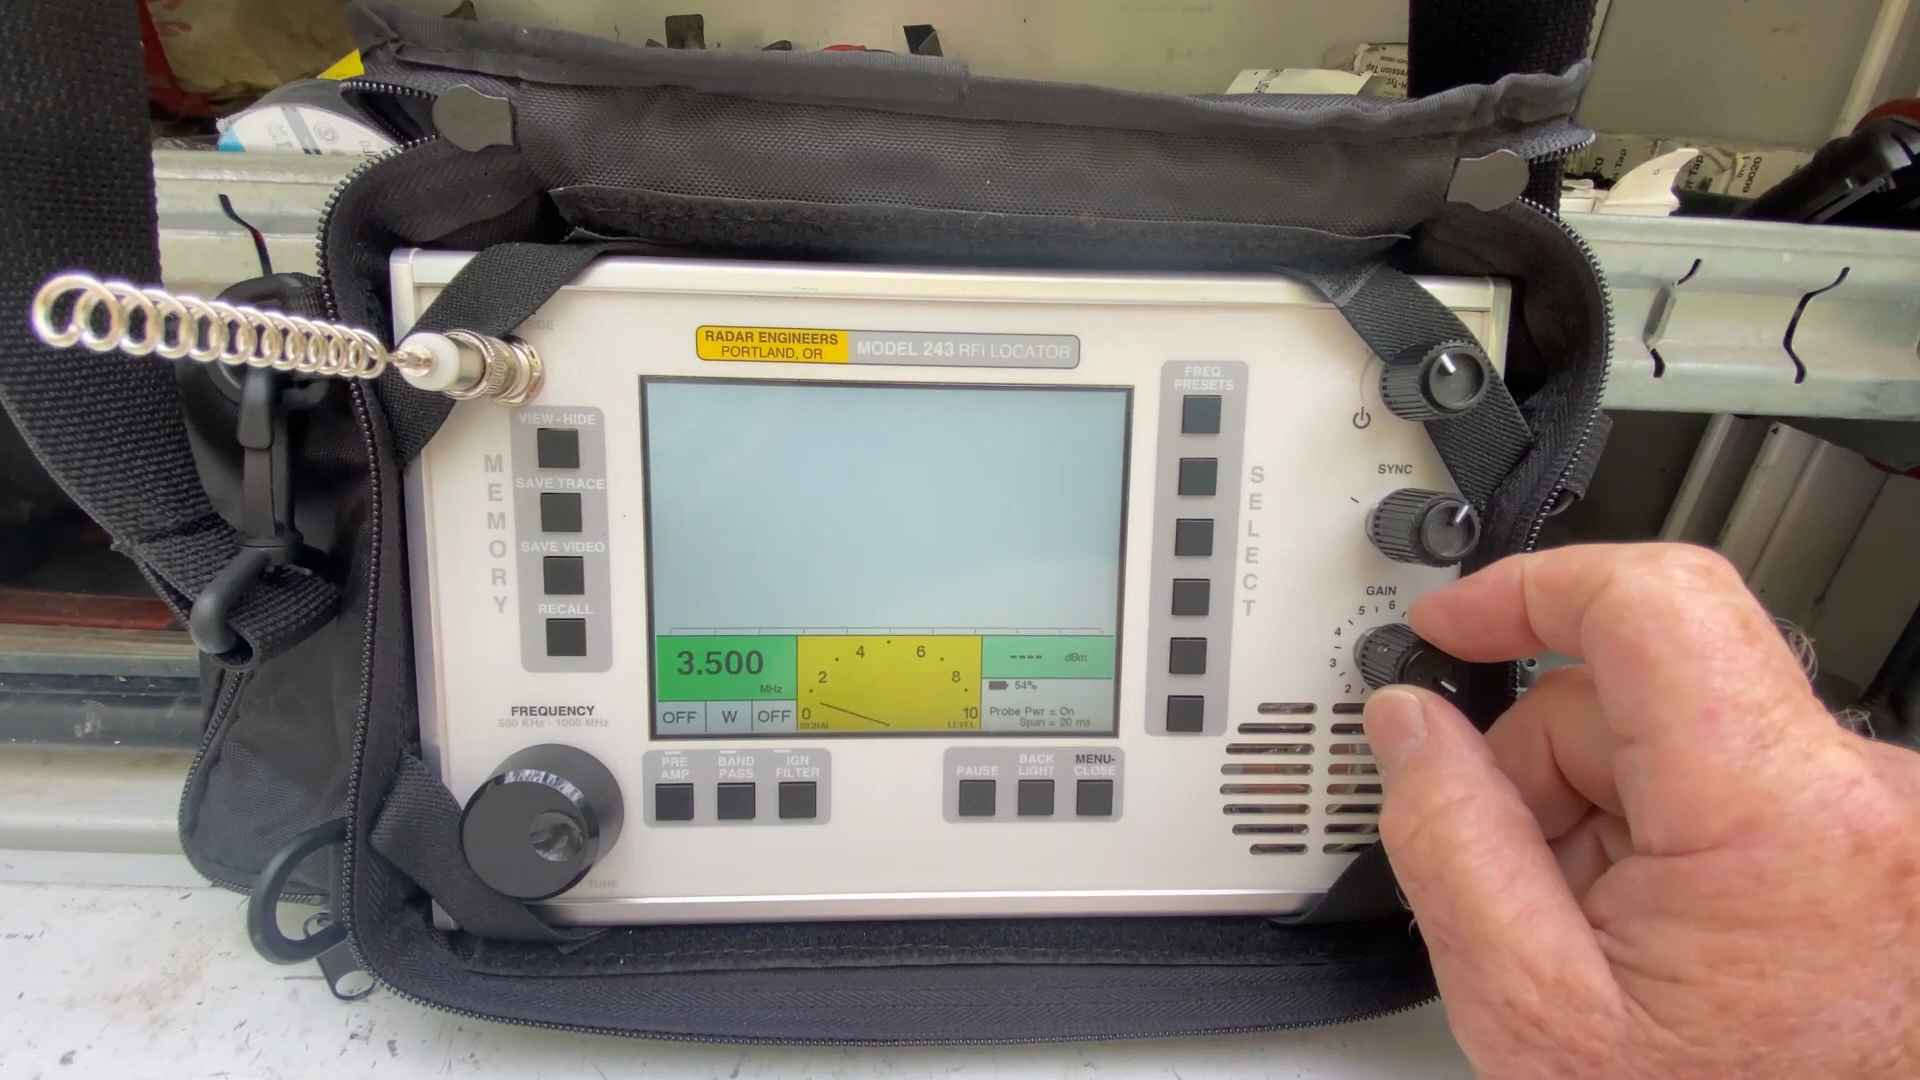 RADAR ENGINEERS
PORTLAND, OR
MODEL 243 RFI LOCATOR
VIEW-HIDE
SAVE TRACE
SAVE VIDEO
RECALL
MEMORY
FREQ.
PRESETS
SELECT
SYNC
GAIN
2 3 4 5 6
3.500
MHz
OFF W OFF
0 2 4 6 8 10
SIGNAL LEVEL
---- dBm
54%
Probe Pwr = On
Span = 20 ms
FREQUENCY
500 KHz - 1000 MHz
TUNE
PRE
AMP
BAND
PASS
IGN
FILTER
PAUSE
BACK
LIGHT
MENU-
CLOSE
ression Tap
60020